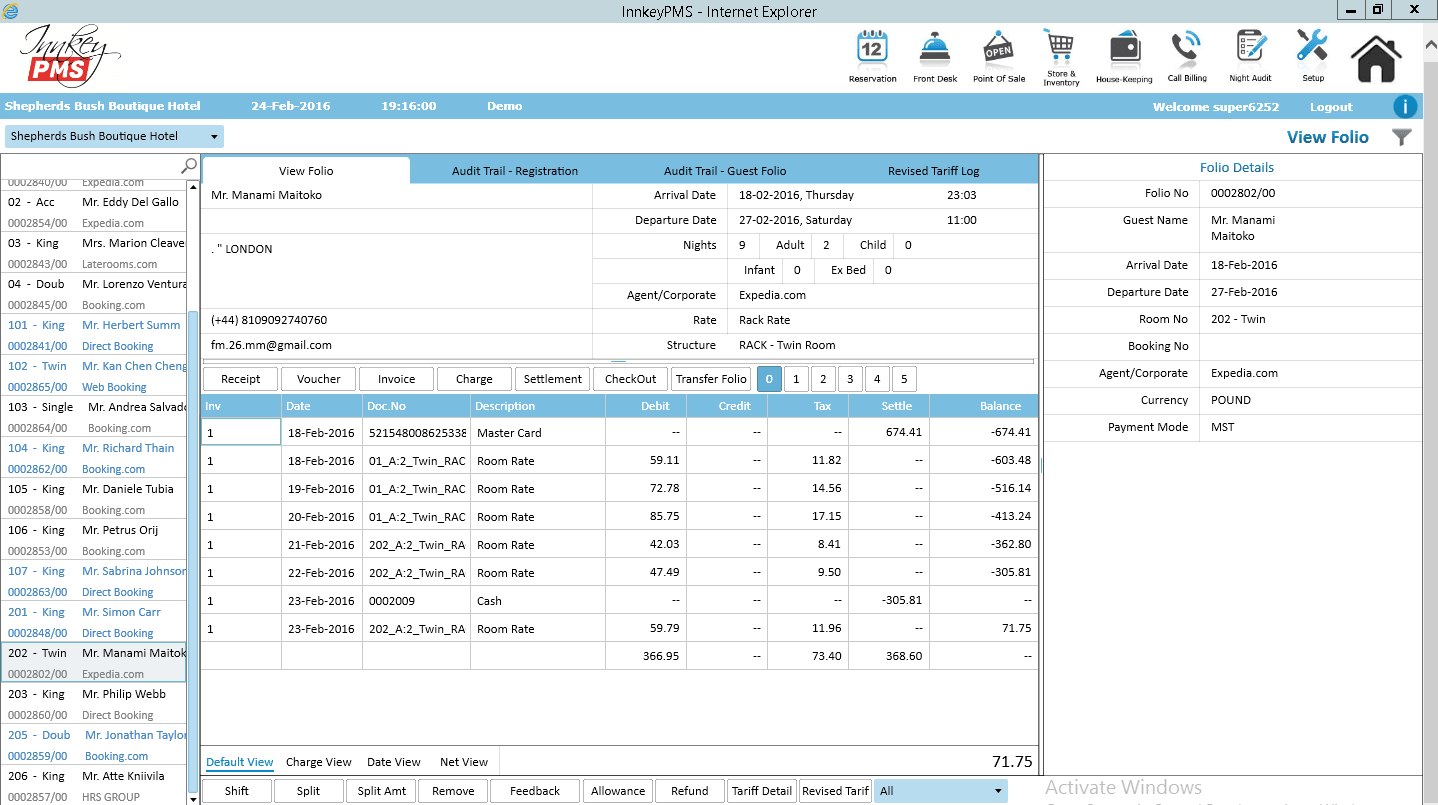 InnkeyPMS - Internet Explorer
Innkey
PMS
12
OPEN
Reservation
Front Desk
Point Of Sale
Store &
Inventory
House-Keeping
Call Billing
Night Audit
Setup
Shepherds Bush Boutique Hotel 24-Feb-2016 19:16:00 Demo Welcome super6252 Logout i
Shepherds Bush Boutique Hotel
View Folio
0002840/00 Expedia.com
02 - Acc Mr. Eddy Del Gallo
0002854/00 Expedia.com
03 - King Mrs. Marion Cleave
0002843/00 Laterooms.com
04 - Doub Mr. Lorenzo Ventura
0002845/00 Booking.com
101 - King Mr. Herbert Summ
0002841/00 Direct Booking
102 - Twin Mr. Kan Chen Cheng
0002865/00 Web Booking
103 - Single Mr. Andrea Salvado
0002864/00 Booking.com
104 - King Mr. Richard Thain
0002862/00 Booking.com
105 - King Mr. Daniele Tubia
0002858/00 Booking.com
106 - King Mr. Petrus Orij
0002853/00 Booking.com
107 - King Mr. Sabrina Johnson
0002863/00 Direct Booking
201 - King Mr. Simon Carr
0002848/00 Direct Booking
202 - Twin Mr. Manami Maitok
0002802/00 Expedia.com
203 - King Mr. Philip Webb
0002860/00 Direct Booking
205 - Doub Mr. Jonathan Taylor
0002859/00 Booking.com
206 - King Mr. Atte Kniivila
0002857/00 HRS GROUP
View Folio Audit Trail - Registration Audit Trail - Guest Folio Revised Tariff Log
Mr. Manami Maitoko Arrival Date 18-02-2016, Thursday 23:03
Departure Date 27-02-2016, Saturday 11:00
. " LONDON Nights 9 Adult 2 Child 0
Infant 0 Ex Bed 0
Agent/Corporate Expedia.com
(+44) 8109092740760 Rate Rack Rate
fm.26.mm@gmail.com Structure RACK - Twin Room
Receipt Voucher Invoice Charge Settlement CheckOut Transfer Folio 0 1 2 3 4 5
Inv Date Doc.No Description Debit Credit Tax Settle Balance
1 18-Feb-2016 521548008625338 Master Card -- -- -- 674.41 -674.41
1 18-Feb-2016 01_A:2_Twin_RAC Room Rate 59.11 -- 11.82 -- -603.48
1 19-Feb-2016 01_A:2_Twin_RAC Room Rate 72.78 -- 14.56 -- -516.14
1 20-Feb-2016 01_A:2_Twin_RAC Room Rate 85.75 -- 17.15 -- -413.24
1 21-Feb-2016 202_A:2_Twin_RA Room Rate 42.03 -- 8.41 -- -362.80
1 22-Feb-2016 202_A:2_Twin_RA Room Rate 47.49 -- 9.50 -- -305.81
1 23-Feb-2016 0002009 Cash -- -- -- -305.81 --
1 23-Feb-2016 202_A:2_Twin_RA Room Rate 59.79 -- 11.96 -- 71.75
366.95 -- 73.40 368.60 --
Default View Charge View Date View Net View 71.75
Shift Split Split Amt Remove Feedback Allowance Refund Tariff Detail Revised Tarif All
Folio Details
Folio No 0002802/00
Guest Name Mr. Manami
Maitoko
Arrival Date 18-Feb-2016
Departure Date 27-Feb-2016
Room No 202 - Twin
Booking No
Agent/Corporate Expedia.com
Currency POUND
Payment Mode MST
Activate Windows